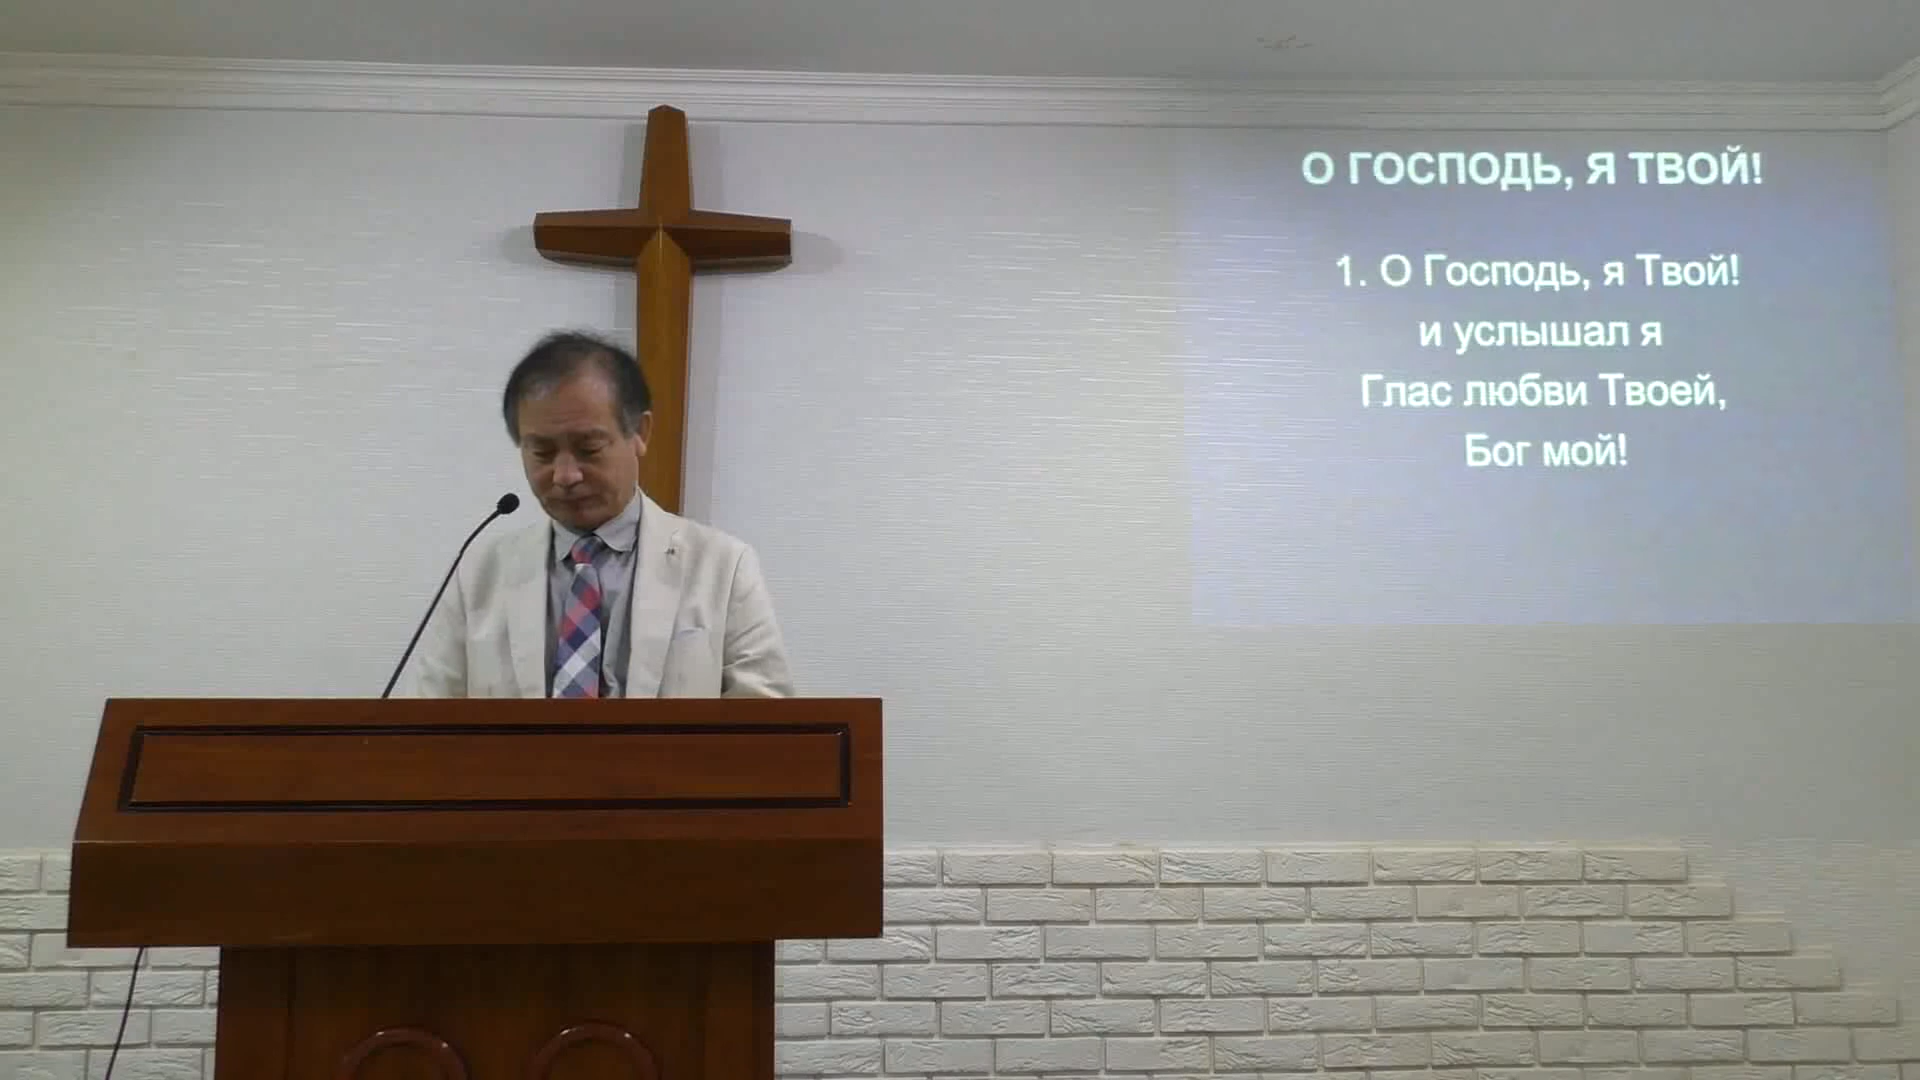 О ГОСПОДЬ, Я ТВОЙ!
1. О Господь, я Твой!
и услышал я
Глас любви Твоей,
Бог мой!